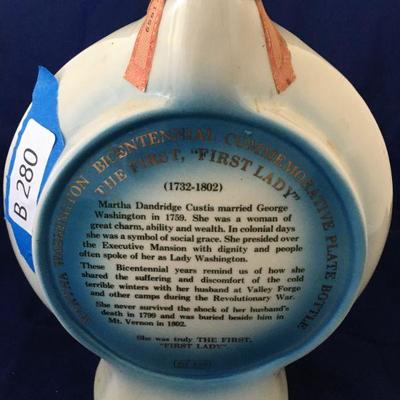 B 280
MARTHA WASHINGTON BICENTENNIAL COMMEMORATIVE PLATE BOTTLE
THE FIRST, "FIRST LADY"
(1732-1802)
Martha Dandridge Custis married George
Washington in 1759. She was a woman of
great charm, ability and wealth. In colonial days
she was a symbol of social grace. She presided over
the Executive Mansion with dignity and people
often spoke of her as Lady Washington.
These Bicentennial years remind us of how she
shared the suffering and discomfort of the cold
terrible winters with her husband at Valley Forge
and other camps during the Revolutionary War.
She never survived the shock of her husband's
death in 1799 and was buried beside him in
Mt. Vernon in 1802.
She was truly THE FIRST,
"FIRST LADY".